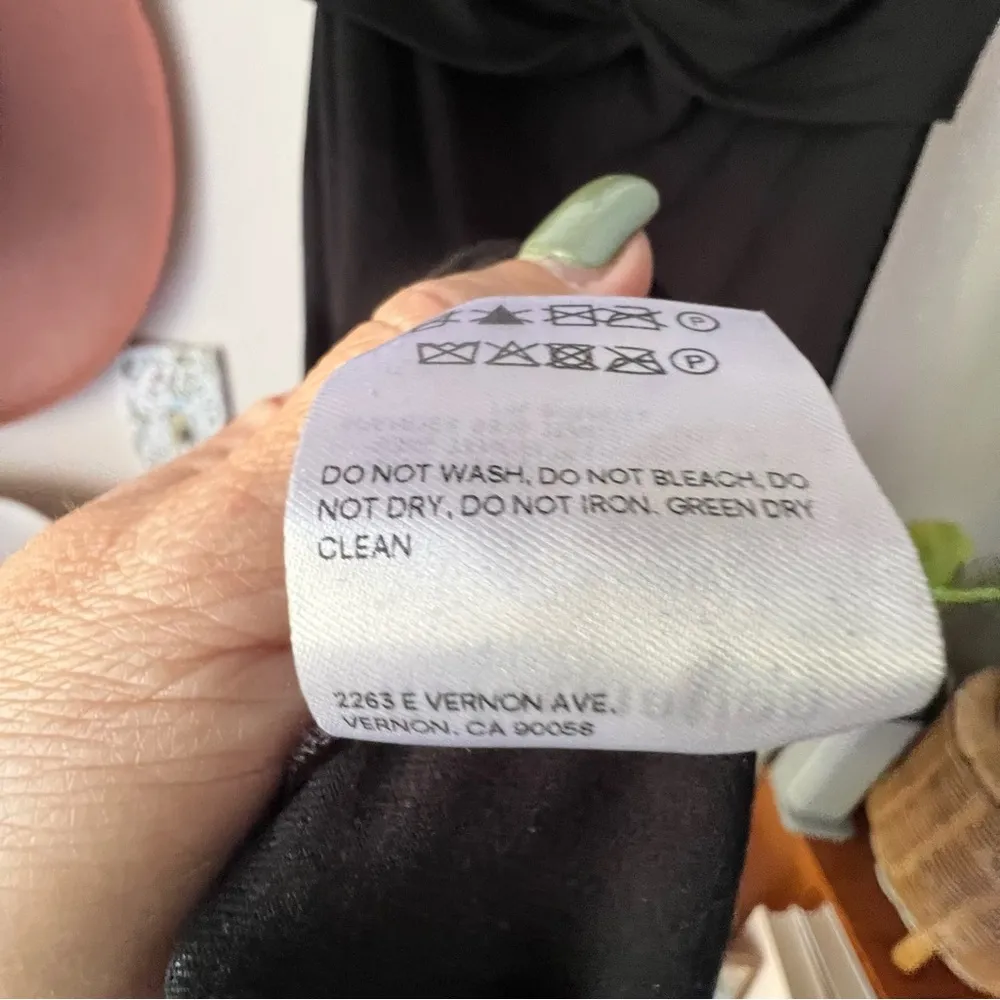 P
P
DO NOT WASH, DO NOT BLEACH, DO
NOT DRY, DO NOT IRON. GREEN DRY
CLEAN
2263 E VERNON AVE.
VERNON, CA 90058